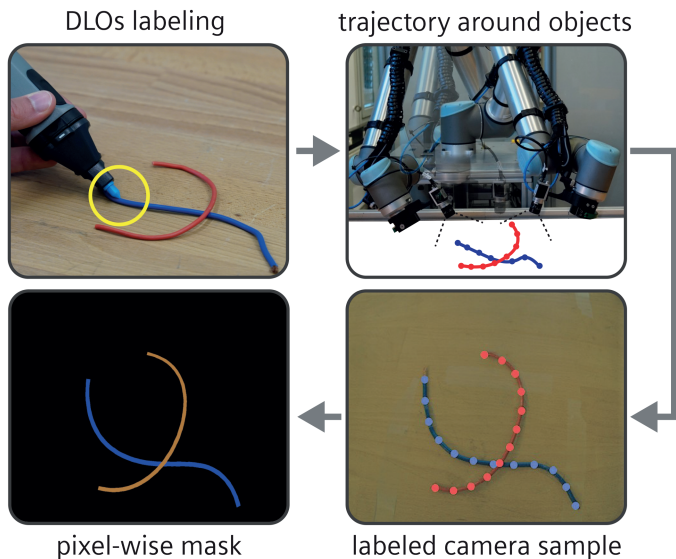 DLOs labeling
trajectory around objects
pixel-wise mask
labeled camera sample